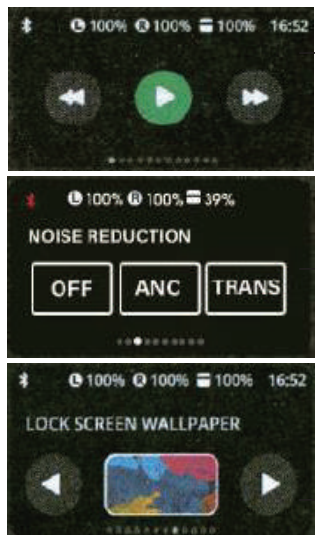 L 100% R 100% 100% 16:52
L 100% R 100% 39%
NOISE REDUCTION
OFF ANC TRANS
L 100% R 100% 100% 16:52
LOCK SCREEN WALLPAPER